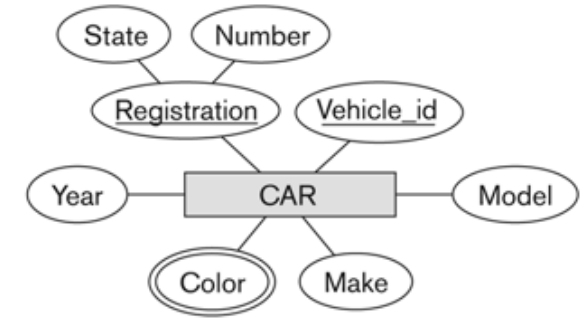 State
Number
Registration
Vehicle_id
Year
CAR
Model
Color
Make